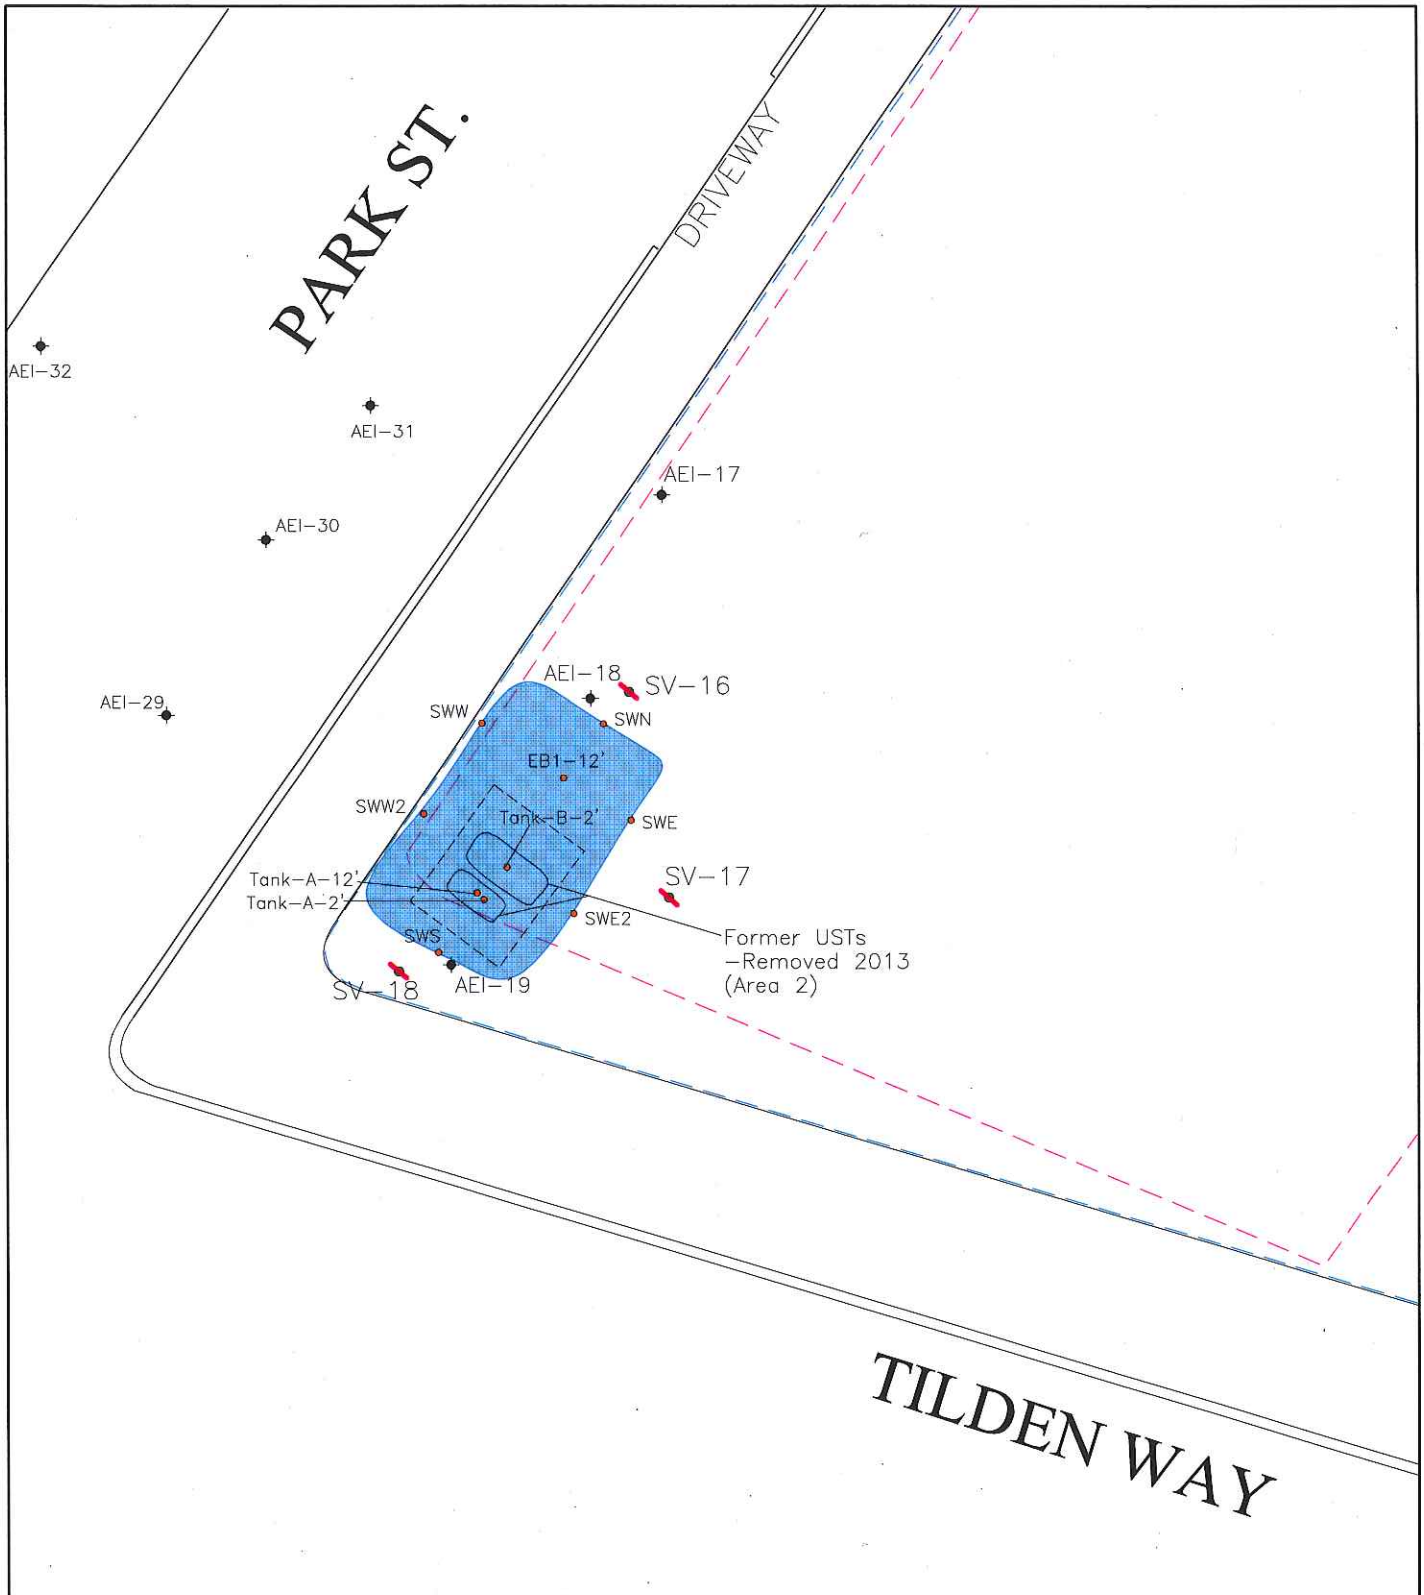 PARK ST.
DRIVEWAY
AEI-32
AEI-31
AEI-17
AEI-30
AEI-18
SV-16
AEI-29
SWW
SWN
EB1-12'
SWW2
Tank-B-2'
SWE
Tank-A-12'
SV-17
Tank-A-2'
SWE2
SWS
Former USTs
-Removed 2013
(Area 2)
AEI-19
SV-18
TILDEN WAY